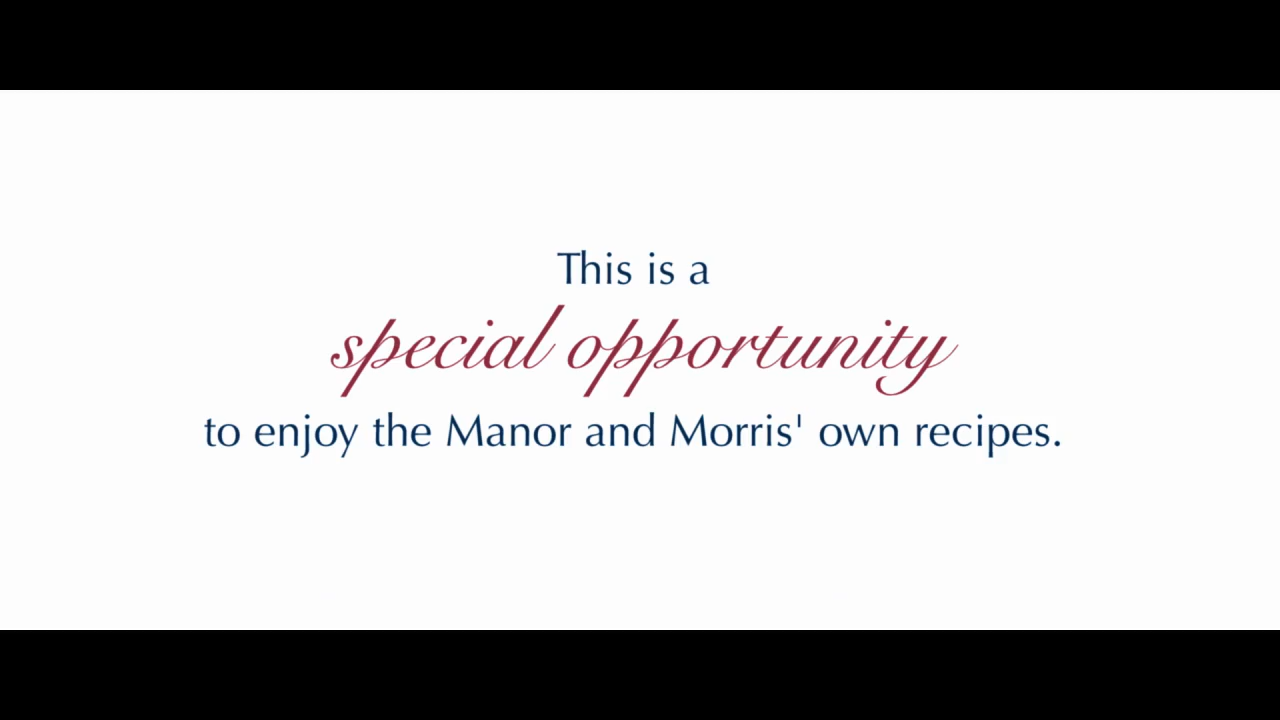 This is a
special opportunity
to enjoy the Manor and Morris' own recipes.